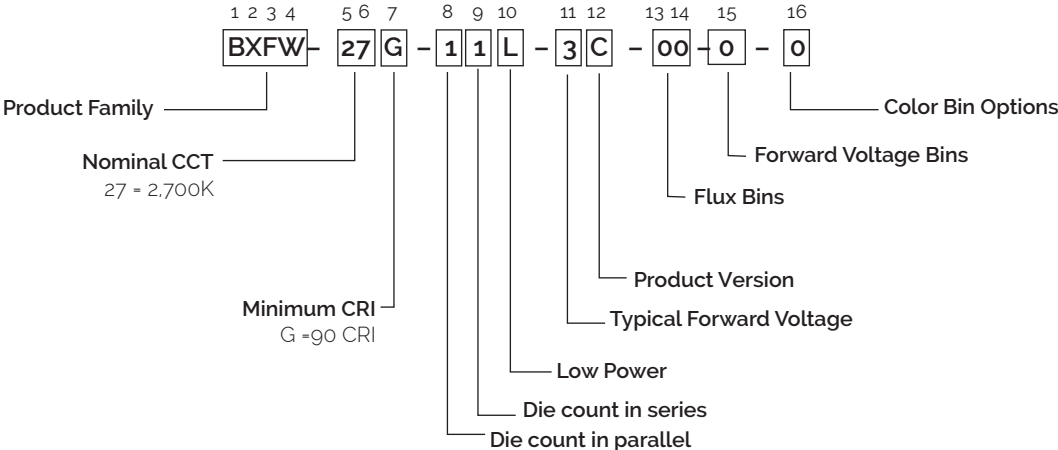 1 2 3 4 5 6 7 8 9 10 11 12 13 14 15 16
BXFW- 27 G - 1 1 L - 3 C - 00 - 0 - 0
Product Family
Color Bin Options
Nominal CCT
27 = 2,700K
Forward Voltage Bins
Flux Bins
Product Version
Minimum CRI
G =90 CRI
Typical Forward Voltage
Low Power
Die count in series
Die count in parallel